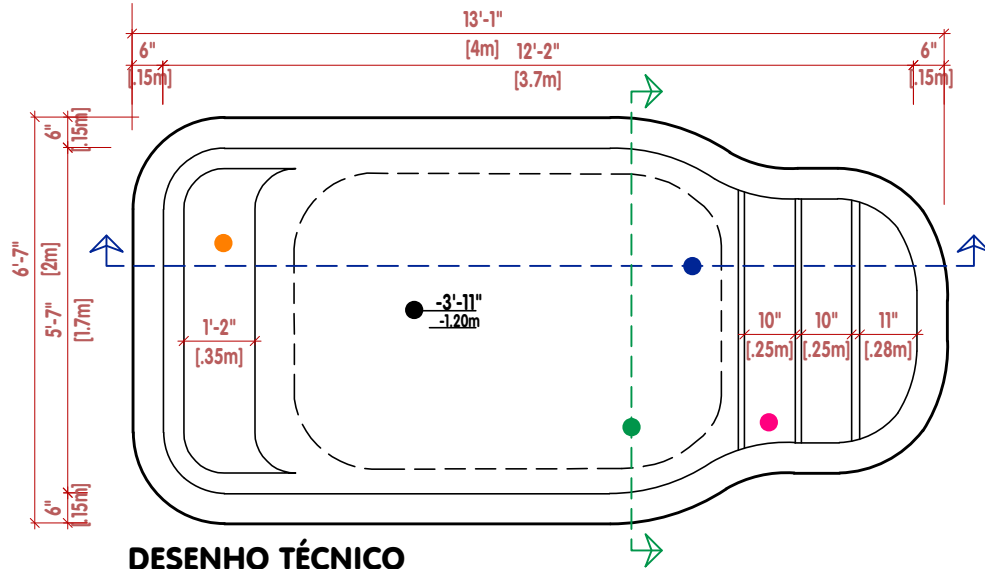 13'-1"
[4m]
6"
[.15m]
12'-2"
[3.7m]
6"
[.15m]
6"
[.15m]
6'-7"
[2m]
5'-7"
[1.7m]
6"
[.15m]
1'-2"
[.35m]
-3'-11"
-1.20m
10"
[.25m]
10"
[.25m]
11"
[.28m]
DESENHO TÉCNICO